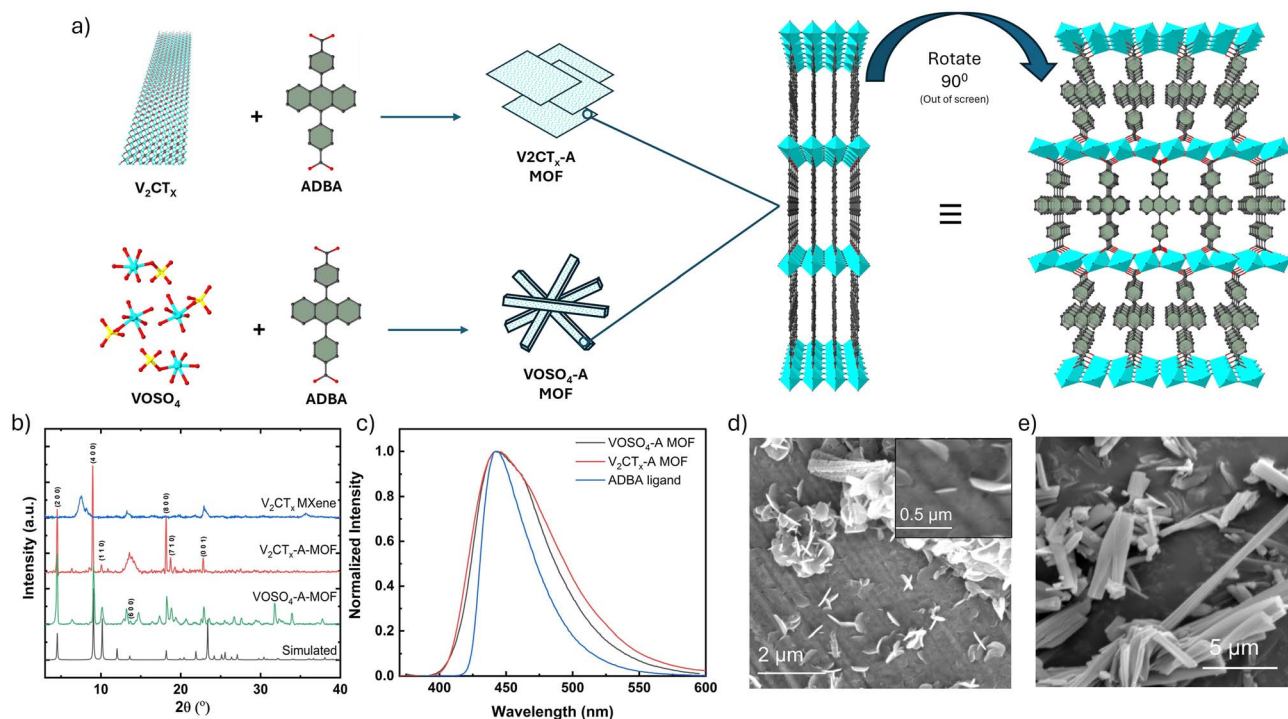 a)
V₂CTₓ
+
ADBA
V2CTₓ-A
MOF
Rotate
90⁰
(Out of screen)
≡
VOSO₄
+
ADBA
VOSO₄-A
MOF
b)
Intensity (a.u.)
(2 0 0)
(4 0 0)
(1 1 0)
(6 0 0)
(8 0 0)
(7 1 0)
(0 0 1)
V₂CTₓ MXene
V₂CTₓ-A-MOF
VOSO₄-A-MOF
Simulated
10 20 30 40
2θ (°)
c)
Normalized Intensity
1.0
0.8
0.6
0.4
0.2
0.0
VOSO₄-A MOF
V₂CTₓ-A MOF
ADBA ligand
400 450 500 550 600
Wavelength (nm)
d)
0.5 µm
2 µm
e)
5 µm